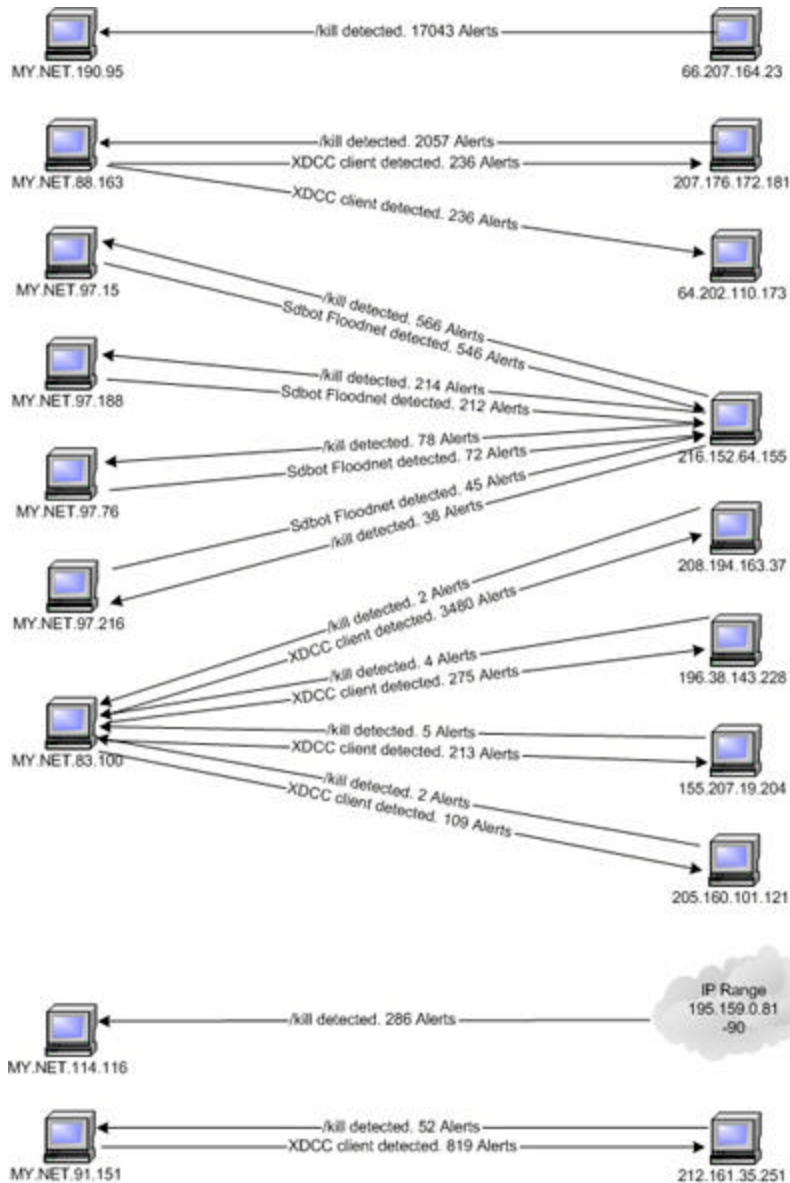 /kill detected. 17043 Alerts
MY.NET.190.95
66.207.164.23
/kill detected. 2057 Alerts
XDCC client detected. 236 Alerts
MY.NET.88.163
207.176.172.181
XDCC client detected. 236 Alerts
64.202.110.173
MY.NET.97.15
/kill detected. 566 Alerts
Sdbot Floodnet detected. 546 Alerts
MY.NET.97.188
/kill detected. 214 Alerts
Sdbot Floodnet detected. 212 Alerts
216.152.64.155
/kill detected. 78 Alerts
Sdbot Floodnet detected. 72 Alerts
MY.NET.97.76
Sdbot Floodnet detected. 45 Alerts
/kill detected. 38 Alerts
MY.NET.97.216
208.194.163.37
/kill detected. 2 Alerts
XDCC client detected. 3480 Alerts
196.38.143.228
/kill detected. 4 Alerts
XDCC client detected. 275 Alerts
MY.NET.83.100
/kill detected. 5 Alerts
XDCC client detected. 213 Alerts
155.207.19.204
/kill detected. 2 Alerts
XDCC client detected. 109 Alerts
205.160.101.121
IP Range
195.159.0.81
-90
/kill detected. 286 Alerts
MY.NET.114.116
/kill detected. 52 Alerts
XDCC client detected. 819 Alerts
MY.NET.91.151
212.161.35.251